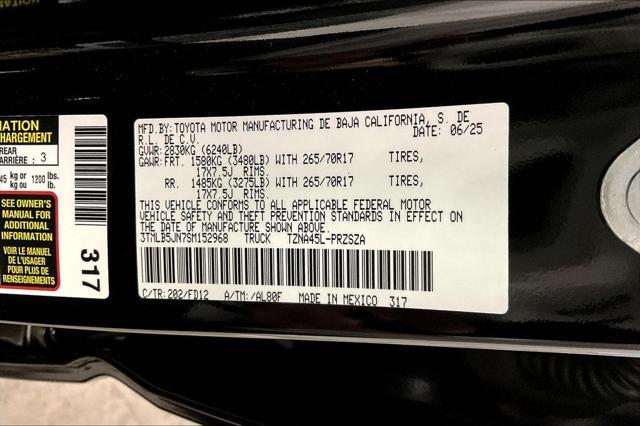 MATION
CHARGEMENT
REAR
ARRIÈRE : 3
45 kg or 1200 lbs.
kg ou lb.
SEE OWNER'S
MANUAL FOR
ADDITIONAL
INFORMATION
VOIR LE MANUEL
DE L'USAGER
POUR PLUS DE
RENSEIGNEMENTS
317
MFD.BY:TOYOTA MOTOR MANUFACTURING DE BAJA CALIFORNIA, S. DE
R.L. DE C.V. DATE: 06/25
GVWR:2830KG (6240LB)
GAWR:FRT. 1580KG (3480LB) WITH 265/70R17 TIRES,
17X7.5J RIMS.
RR. 1485KG (3275LB) WITH 265/70R17 TIRES,
17X7.5J RIMS.
THIS VEHICLE CONFORMS TO ALL APPLICABLE FEDERAL MOTOR
VEHICLE SAFETY AND THEFT PREVENTION STANDARDS IN EFFECT ON
THE DATE OF MANUFACTURE SHOWN ABOVE.
3TMLB5JN7SM152968 TRUCK TZNA45L-PRZSZA
C/TR:202/FD12 A/TM:/AL80F MADE IN MEXICO 317